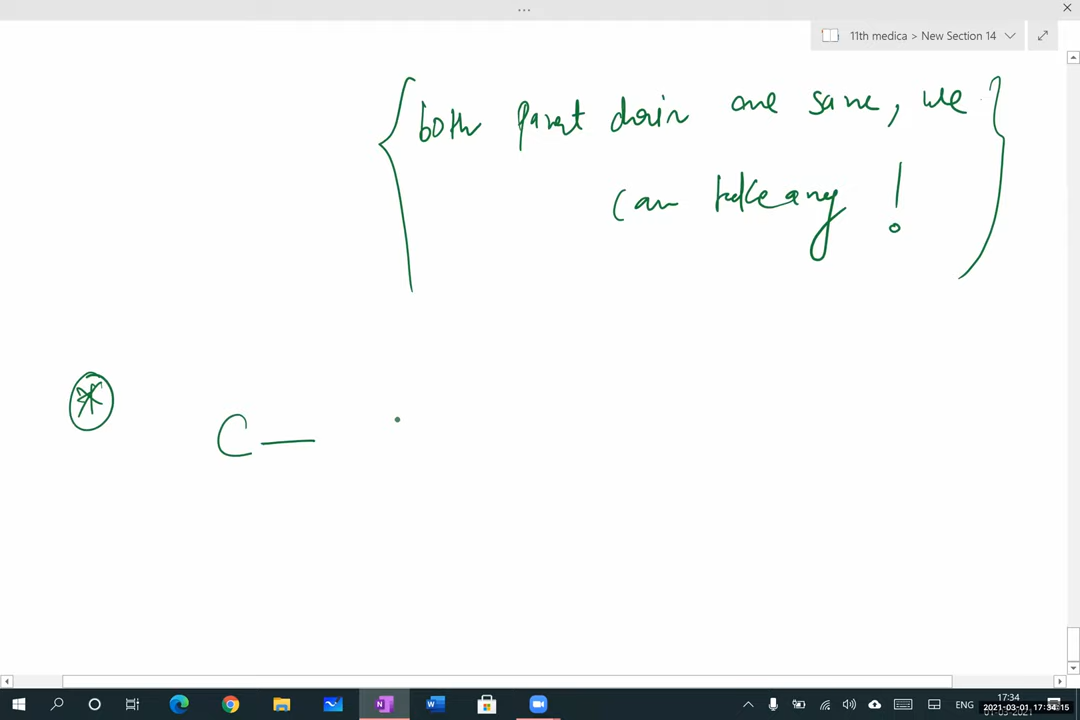 11th medica > New Section 14
both parent chain are same, we
can take any !
*
C —
ENG
17:34
2021-03-01 17:34:15